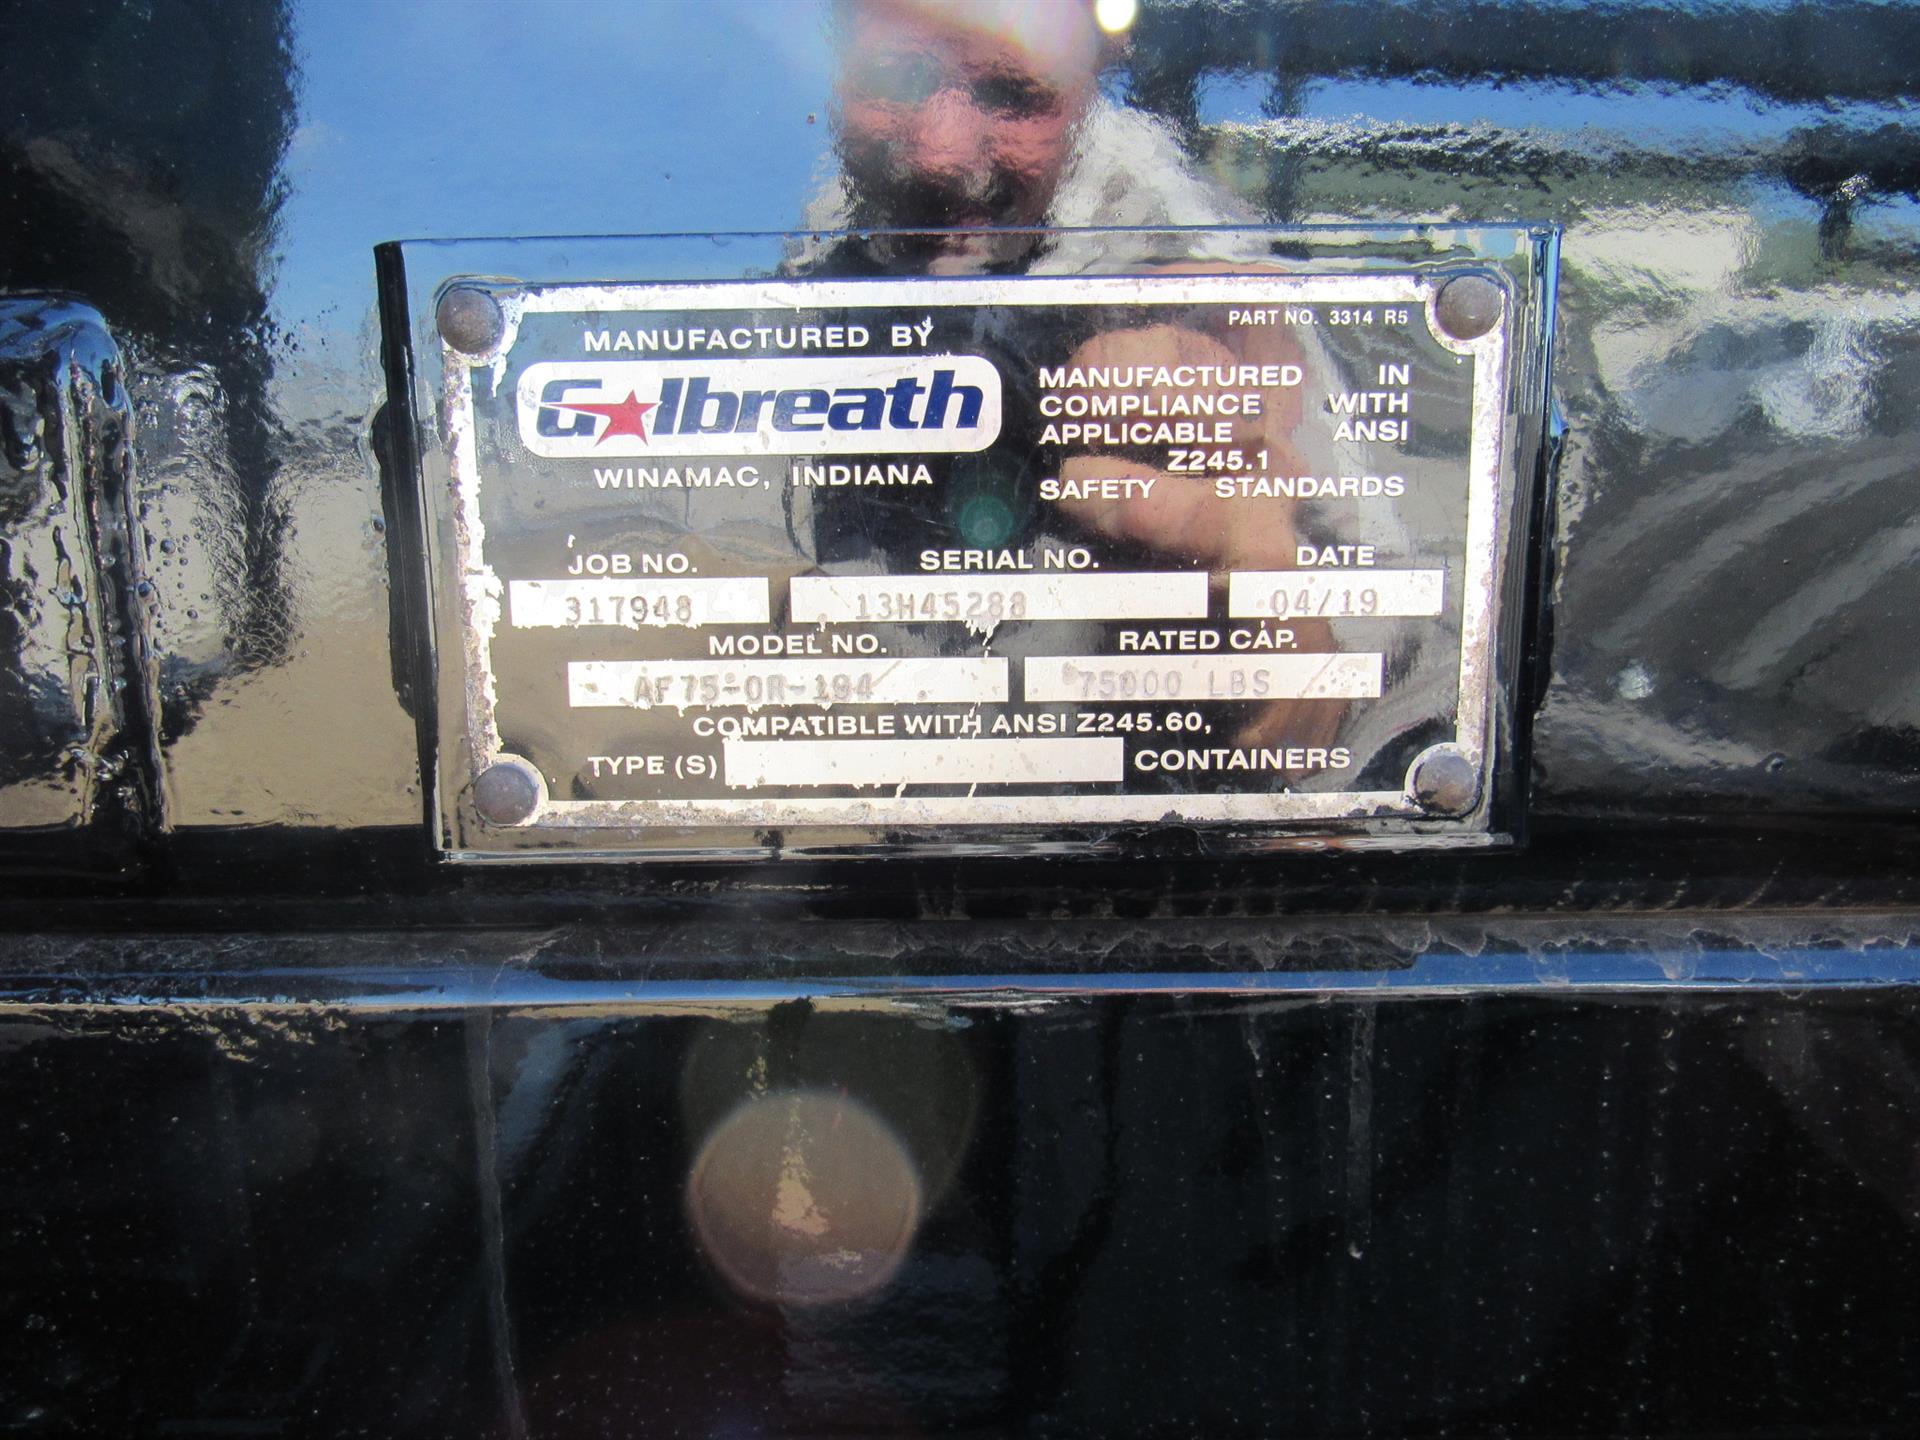 PART NO. 3314 R5
MANUFACTURED BY
Galbreath
WINAMAC, INDIANA
MANUFACTURED IN
COMPLIANCE WITH
APPLICABLE ANSI
Z245.1
SAFETY STANDARDS
JOB NO. SERIAL NO. DATE
317948 13H45288 04/19
MODEL NO. RATED CAP.
AF75-OR-194 75000 LBS
COMPATIBLE WITH ANSI Z245.60,
TYPE (S) CONTAINERS